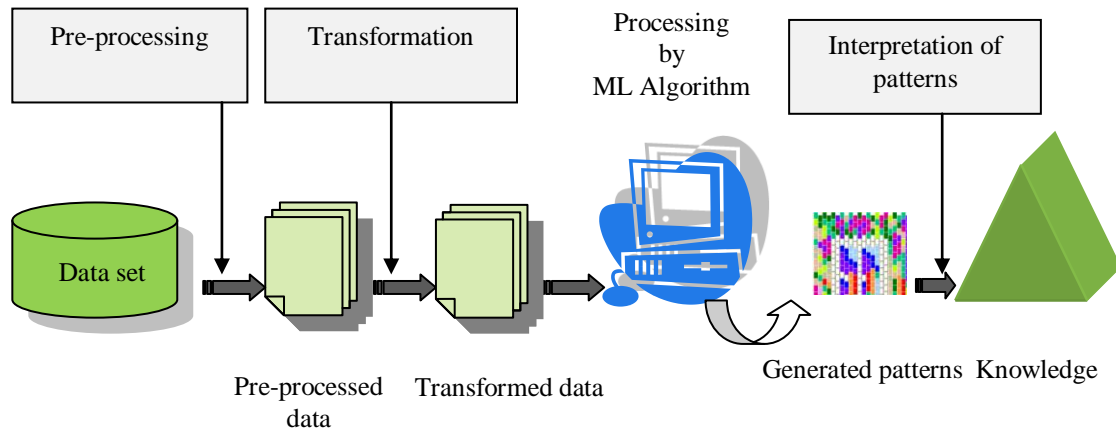 Pre-processing
Transformation
Processing
by
ML Algorithm
Interpretation of
patterns
Data set
Pre-processed
data
Transformed data
Generated patterns
Knowledge